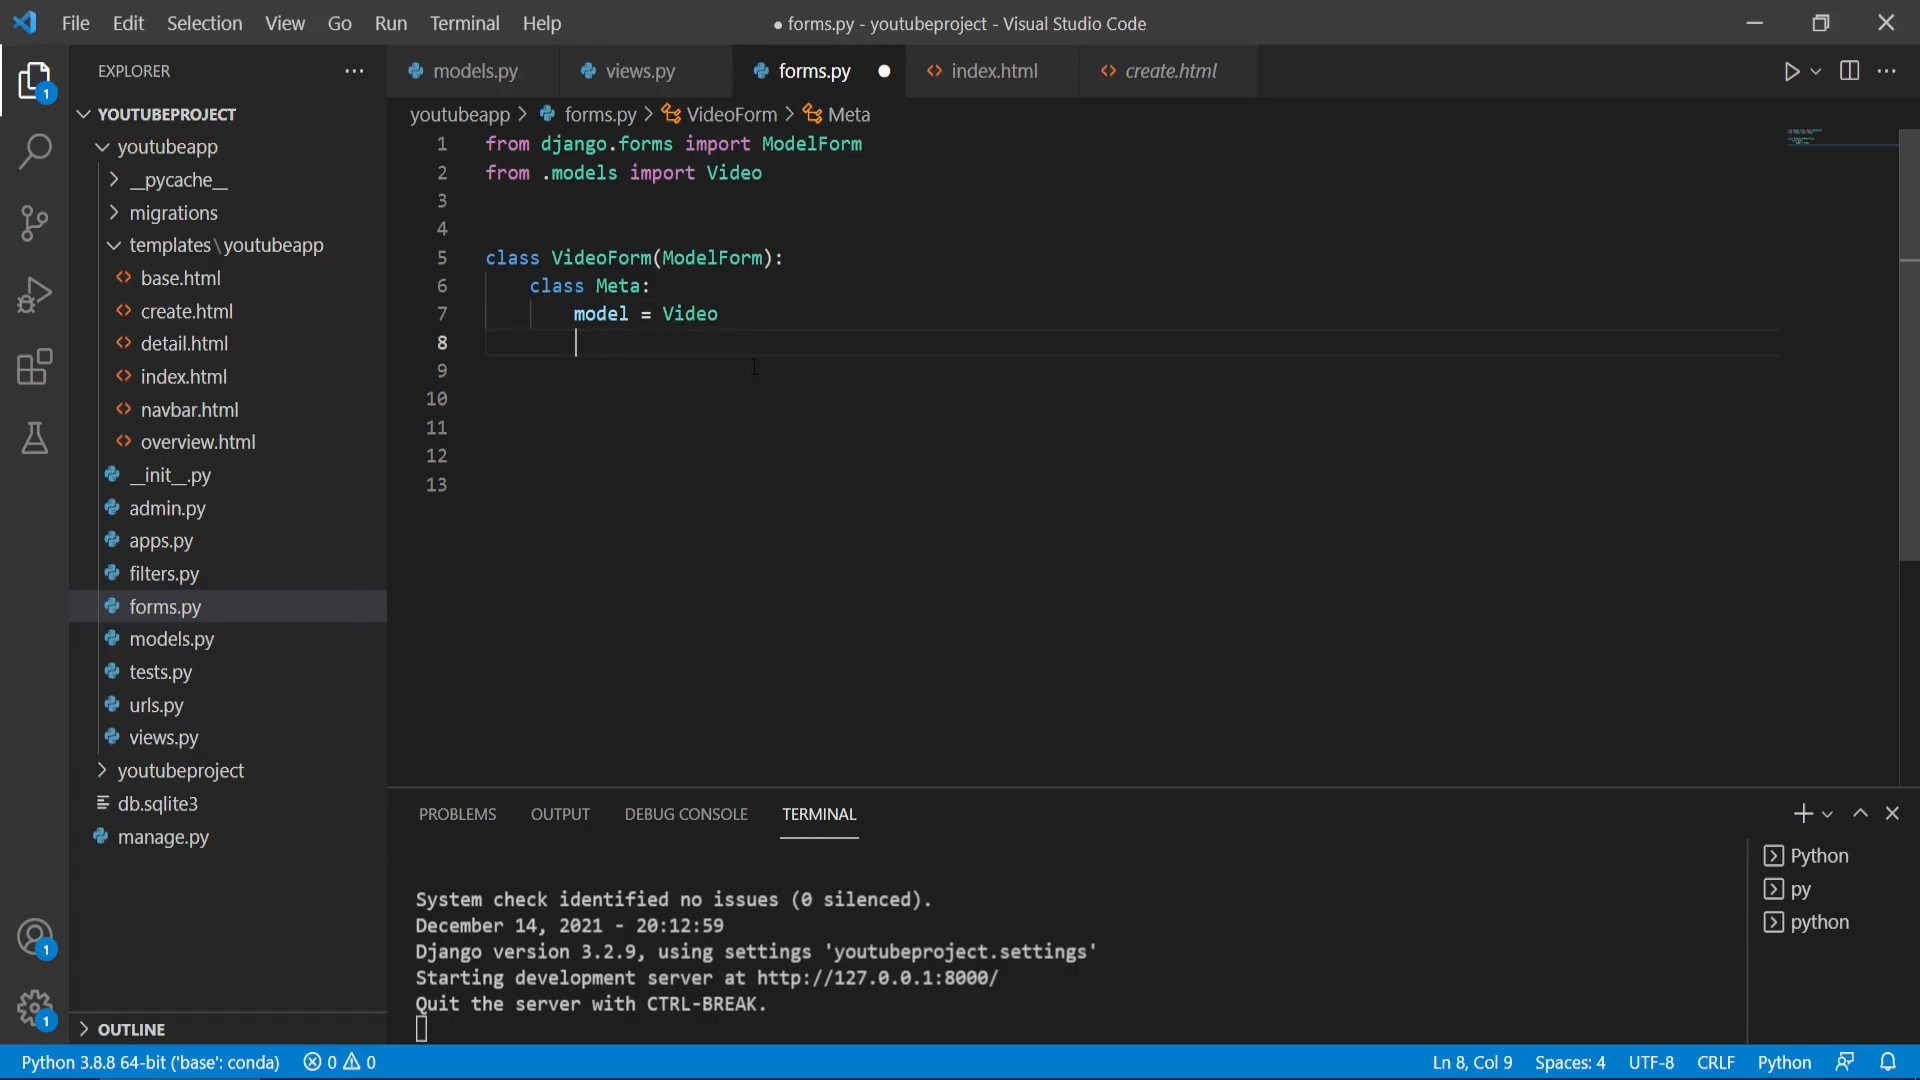 File Edit Selection View Go Run Terminal Help
● forms.py - youtubeproject - Visual Studio Code
EXPLORER
models.py
views.py
forms.py
index.html
create.html
YOUTUBEPROJECT
youtubeapp > forms.py > VideoForm > Meta
youtubeapp
__pycache__
migrations
templates\youtubeapp
base.html
create.html
detail.html
index.html
navbar.html
overview.html
__init__.py
admin.py
apps.py
filters.py
forms.py
models.py
tests.py
urls.py
views.py
youtubeproject
db.sqlite3
manage.py
OUTLINE
1
1
1
1 from django.forms import ModelForm
2 from .models import Video
3
4
5 class VideoForm(ModelForm):
6 class Meta:
7 model = Video
8
9
10
11
12
13
PROBLEMS OUTPUT DEBUG CONSOLE TERMINAL
System check identified no issues (0 silenced).
December 14, 2021 - 20:12:59
Django version 3.2.9, using settings 'youtubeproject.settings'
Starting development server at http://127.0.0.1:8000/
Quit the server with CTRL-BREAK.
Python
py
python
Python 3.8.8 64-bit ('base': conda) 0 0 Ln 8, Col 9 Spaces: 4 UTF-8 CRLF Python